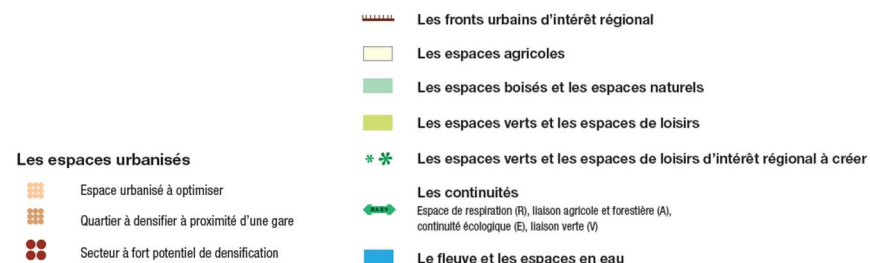 Les espaces urbanisés
Espace urbanisé à optimiser
Quartier à densifier à proximité d'une gare
Secteur à fort potentiel de densification
Les fronts urbains d'intérêt régional
Les espaces agricoles
Les espaces boisés et les espaces naturels
Les espaces verts et les espaces de loisirs
Les espaces verts et les espaces de loisirs d'intérêt régional à créer
Les continuités
R A E V
Espace de respiration (R), liaison agricole et forestière (A),
continuité écologique (E), liaison verte (V)
Le fleuve et les espaces en eau